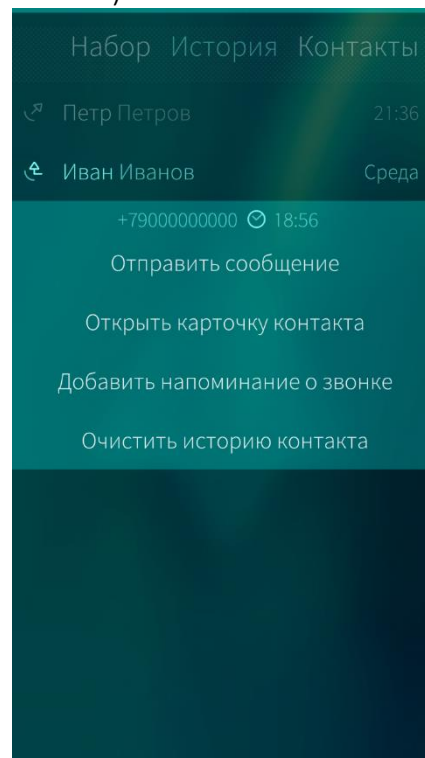 Набор История Контакты
Петр Петров 21:36
Иван Иванов Среда
+79000000000 18:56
Отправить сообщение
Открыть карточку контакта
Добавить напоминание о звонке
Очистить историю контакта